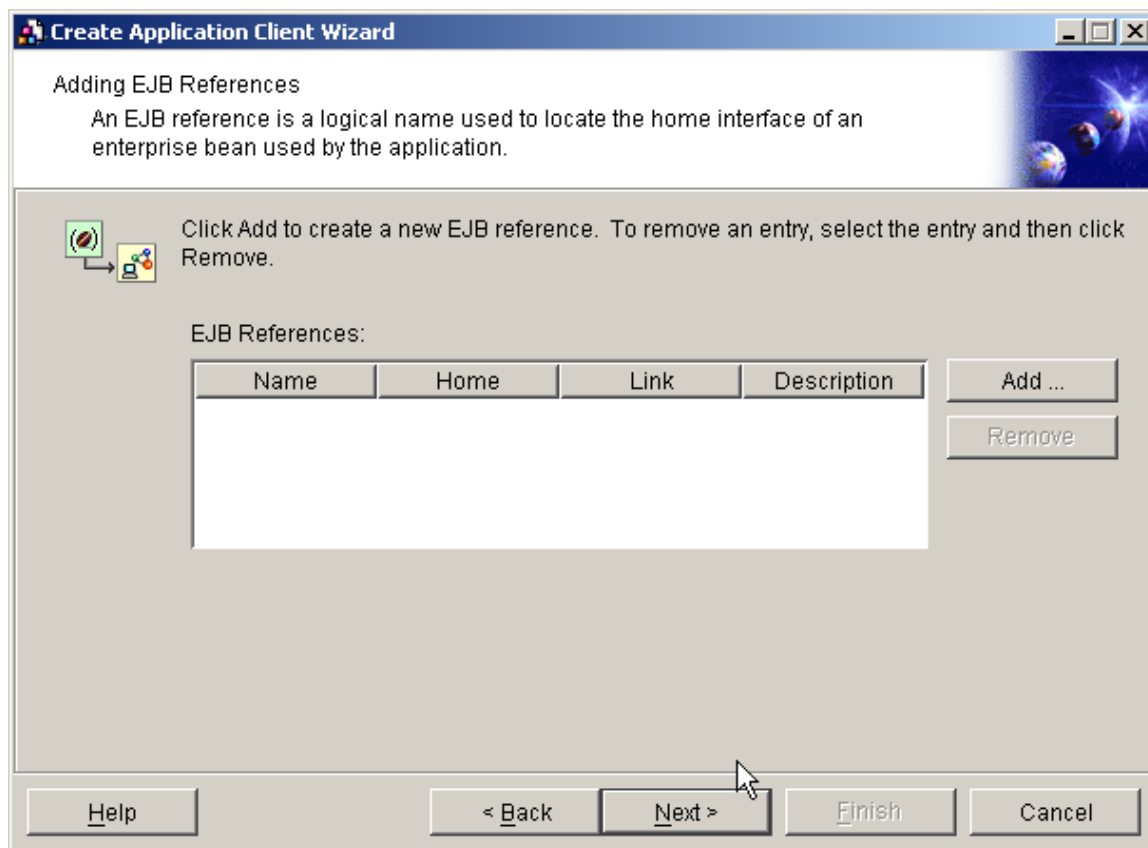 Create Application Client Wizard
Adding EJB References
An EJB reference is a logical name used to locate the home interface of an
enterprise bean used by the application.
Click Add to create a new EJB reference. To remove an entry, select the entry and then click
Remove.
EJB References:
Name Home Link Description
Add ...
Remove
Help < Back Next > Finish Cancel